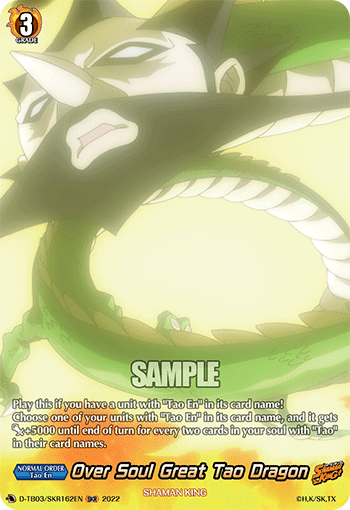 3
GRADE
SAMPLE
Play this if you have a unit with "Tao En" in its card name!
Choose one of your units with "Tao En" in its card name, and it gets
+5000 until end of turn for every two cards in your soul with "Tao"
in their card names.
NORMAL ORDER
Tao En
Over Soul Great Tao Dragon
SHAMAN KING
D-TB03/SKR162EN 2022
SHAMAN KING
©H,K/SK,TX